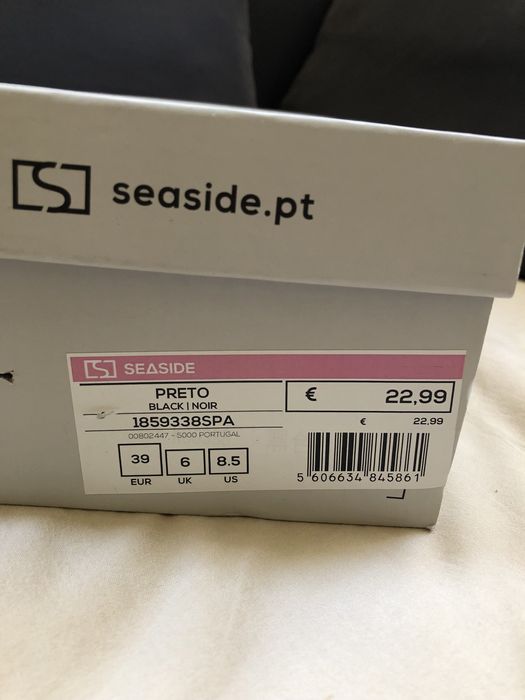 seaside.pt
SEASIDE
PRETO
BLACK | NOIR
1859338SPA
00802447 - 5000 PORTUGAL
€ 22,99
€ 22,99
39 6 8.5
EUR UK US
5 606634 845861